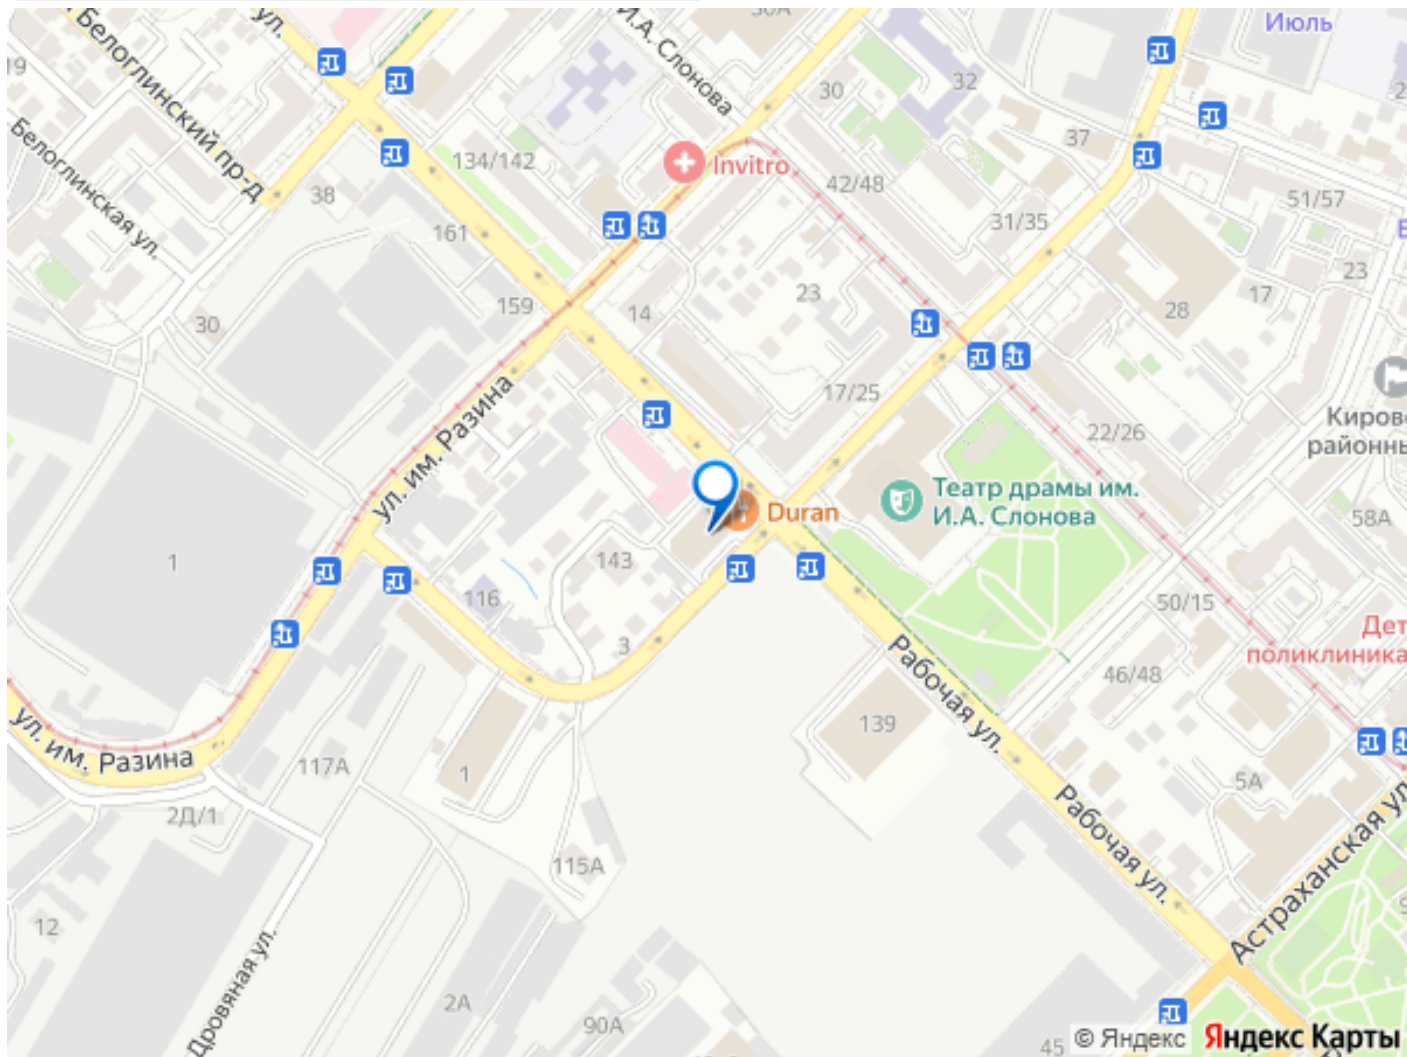 ул.
И.А. Слонова
30А
Июль
й Белоглинский пр-д
19
Белоглинская ул.
134/142
Invitro
30
32
37
42/48
31/35
51/57
38
161
23
23
17
28
30
159
14
17/25
ул. им. Разина
22/26
Кировс
районны
Театр драмы им.
И.А. Слонова
Duran
58А
1
143
116
50/15
Дет
поликлиника
3
46/48
Рабочая ул.
139
ул. им. Разина
117А
1
5А
2Д/1
Рабочая ул.
Астраханская ул
115А
12
Дровяная ул.
2А
90А
45
© Яндекс
Яндекс Карты